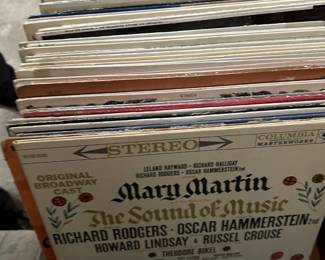 STEREO
COLUMBIA
MASTERWORKS
ORIGINAL
BROADWAY
CAST
LELAND HAYWARD · RICHARD HALLIDAY
RICHARD RODGERS · OSCAR HAMMERSTEIN 2nd
Mary Martin
The Sound of Music
RICHARD RODGERS · OSCAR HAMMERSTEIN 2nd
HOWARD LINDSAY & RUSSEL CROUSE
THEODORE BIKEL